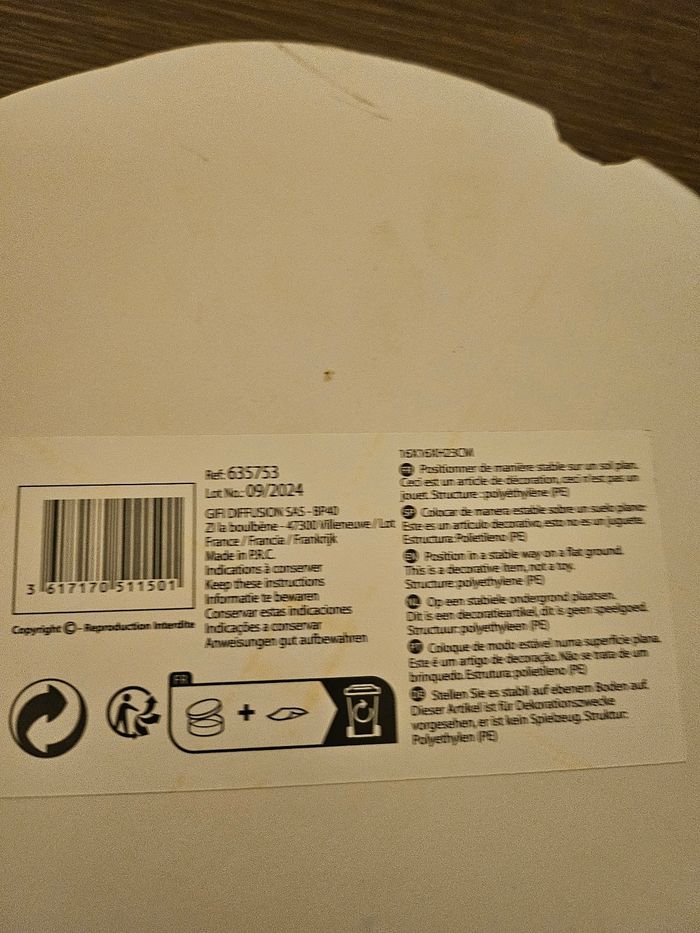 Ref: 635753
Lot No.: 09/2024
GIFI DIFFUSION SAS - BP40
ZI la boulbène - 47300 Villeneuve / Lot
France / Francia / Frankrijk
Made in P.R.C.
Indications à conserver
Keep these instructions
Informatie te bewaren
Conservar estas indicaciones
Indicações a conservar
Anweisungen gut aufbewahren
3 617170 511501
Copyright © - Reproduction Interdite
FR
16X16XH23CM
FR Positionner de manière stable sur un sol plan.
Ceci est un article de décoration, ceci n'est pas un
jouet. Structure : polyéthylène (PE)
SP Colocar de manera estable sobre un suelo plano.
Este es un artículo decorativo, esto no es un juguete.
Estructura: Polietileno (PE)
EN Position in a stable way on a flat ground.
This is a decorative item, not a toy.
Structure: polyethylene (PE)
NL Op een stabiele ondergrond plaatsen.
Dit is een decoratieartikel, dit is geen speelgoed.
Structuur: polyethyleen (PE)
PT Coloque de modo estável numa superfície plana.
Este é um artigo de decoração. Não se trata de um
brinquedo. Estrutura: polietileno (PE)
DE Stellen Sie es stabil auf ebenem Boden auf.
Dieser Artikel ist für Dekorationszwecke
vorgesehen, er ist kein Spielzeug. Struktur:
Polyethylen (PE)